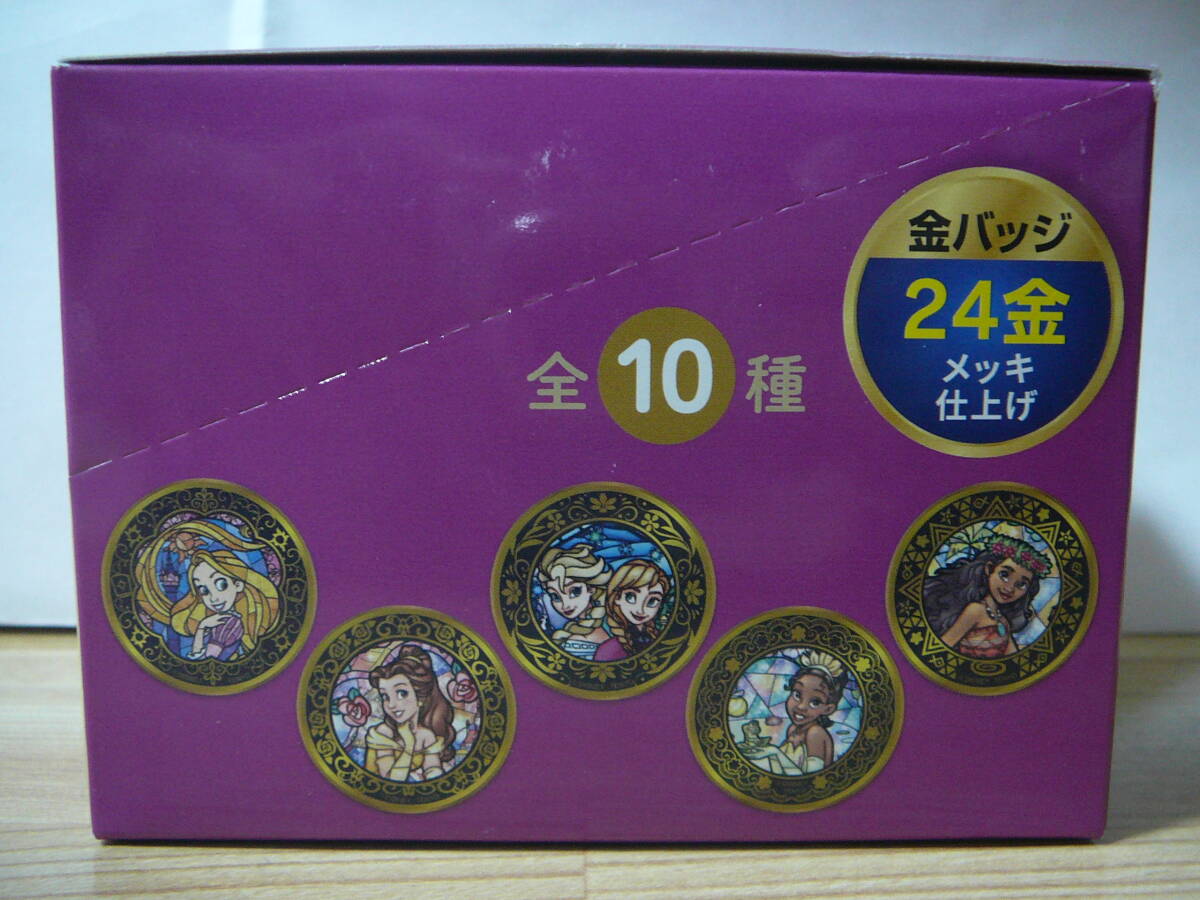 金バッジ
24金
メッキ
仕上げ
全10種